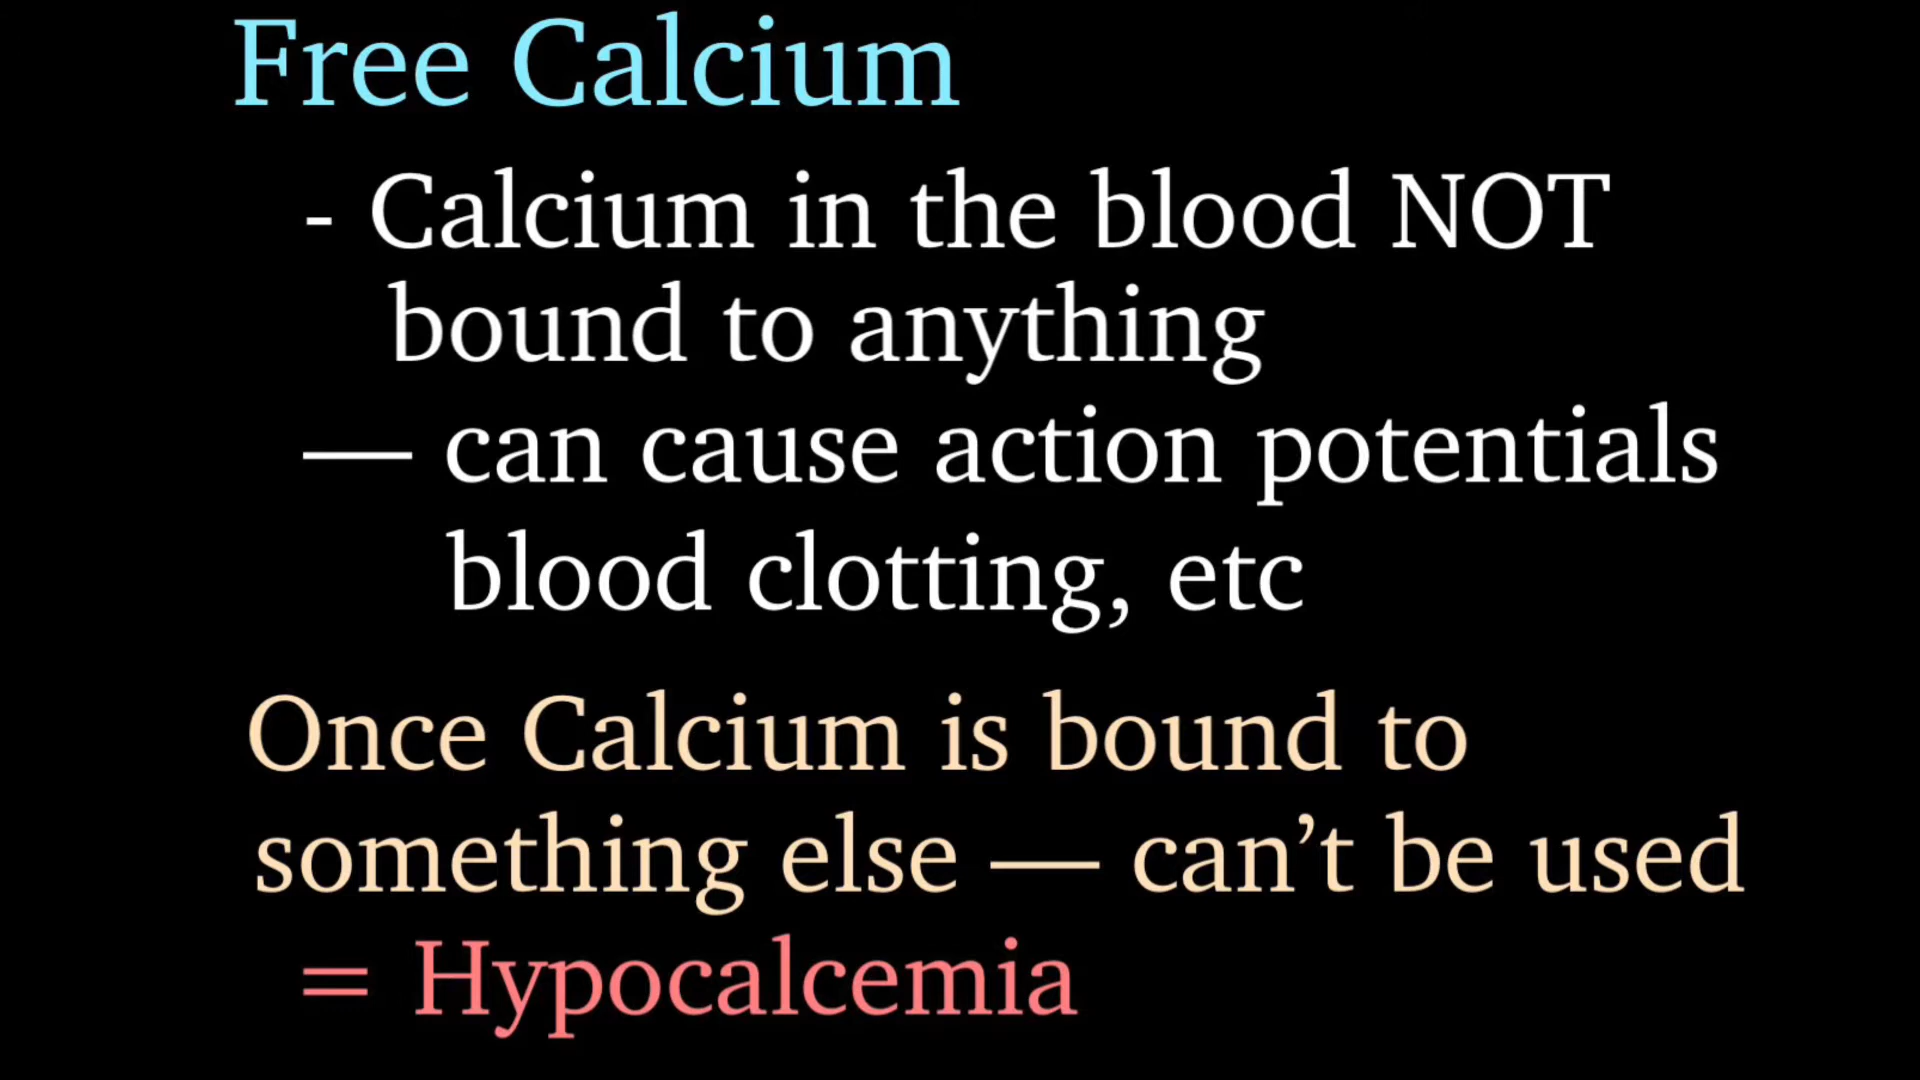 Free Calcium
- Calcium in the blood NOT
bound to anything
— can cause action potentials
blood clotting, etc
Once Calcium is bound to
something else — can’t be used
= Hypocalcemia